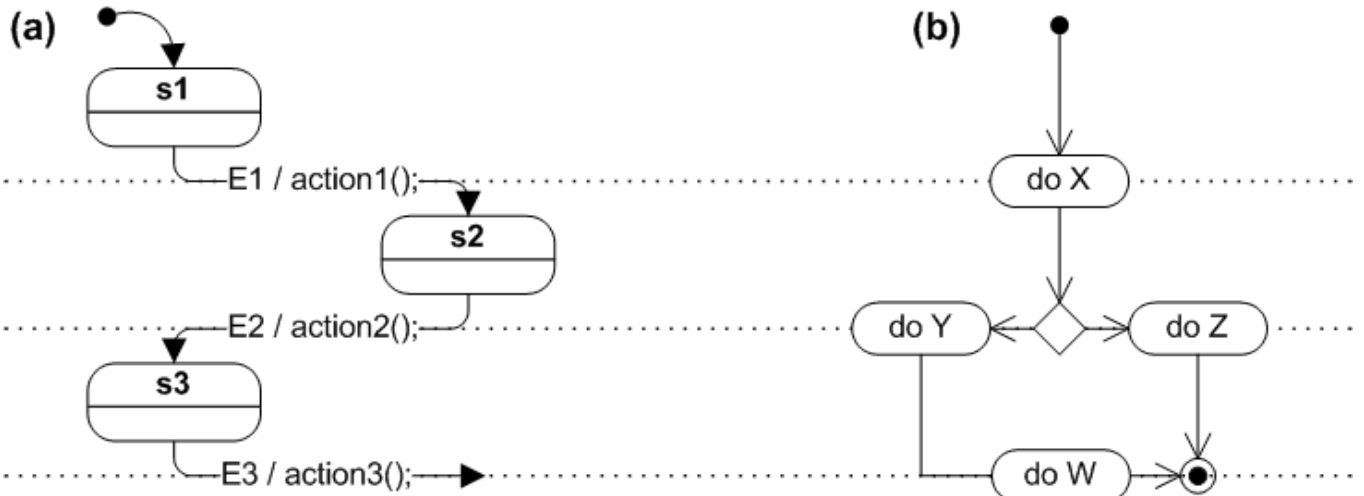 (a)
s1
E1 / action1();
s2
E2 / action2();
s3
E3 / action3();
(b)
do X
do Y
do Z
do W